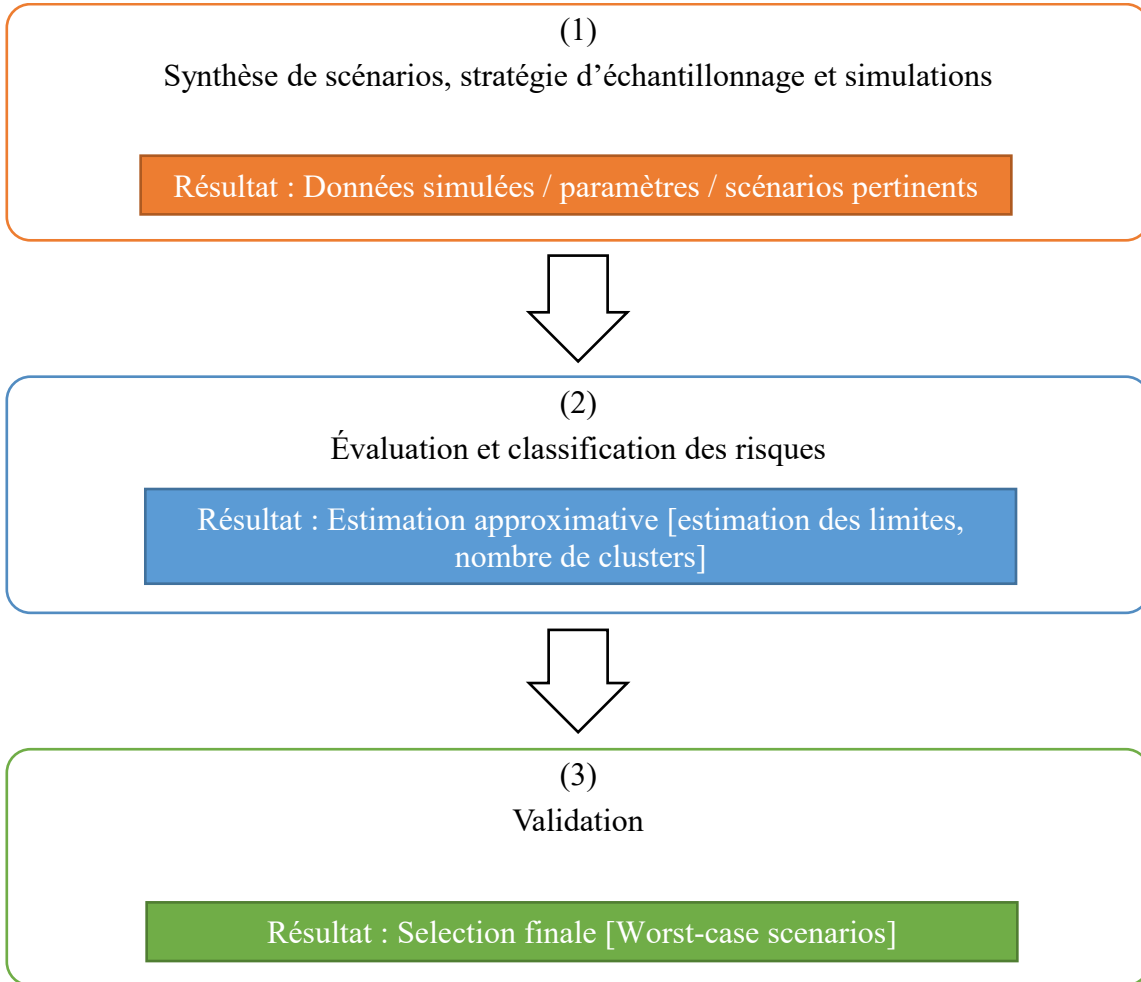 (1)
Synthèse de scénarios, stratégie d’échantillonnage et simulations
Résultat : Données simulées / paramètres / scénarios pertinents
(2)
Évaluation et classification des risques
Résultat : Estimation approximative [estimation des limites,
nombre de clusters]
(3)
Validation
Résultat : Selection finale [Worst-case scenarios]